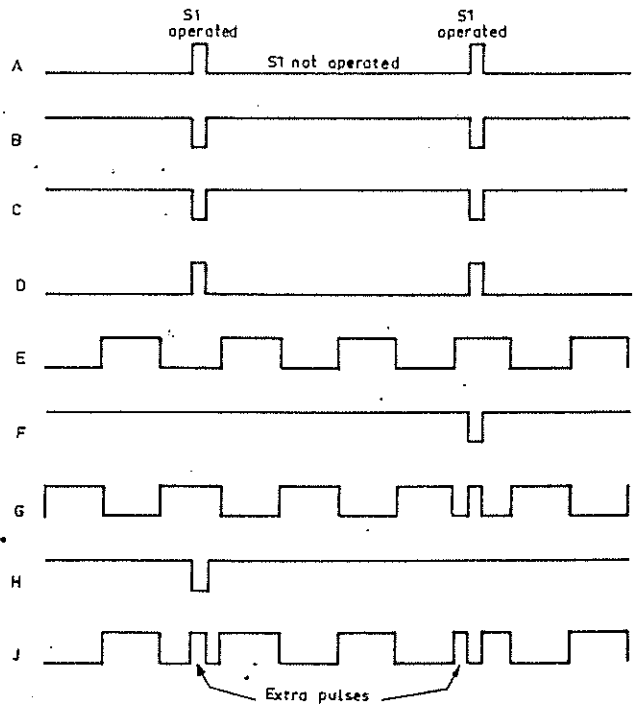 S1 operated
S1 operated
A
S1 not operated
B
C
D
E
F
G
H
J
Extra pulses